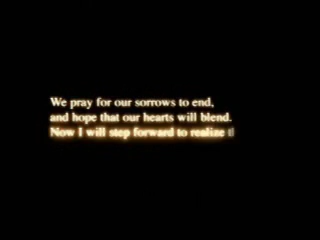 We pray for our sorrows to end,
and hope that our hearts will blend.
Now I will step forward to realize t